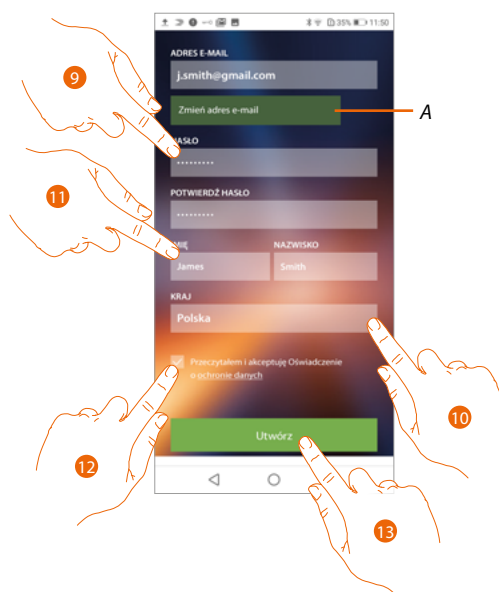 35% 11:50
ADRES E-MAIL
j.smith@gmail.com
9
Zmień adres e-mail
A
HASŁO
POTWIERDŹ HASŁO
11
IMIĘ NAZWISKO
James Smith
KRAJ
Polska
Przeczytałem i akceptuję Oświadczenie
o ochronie danych
10
Utwórz
12
13